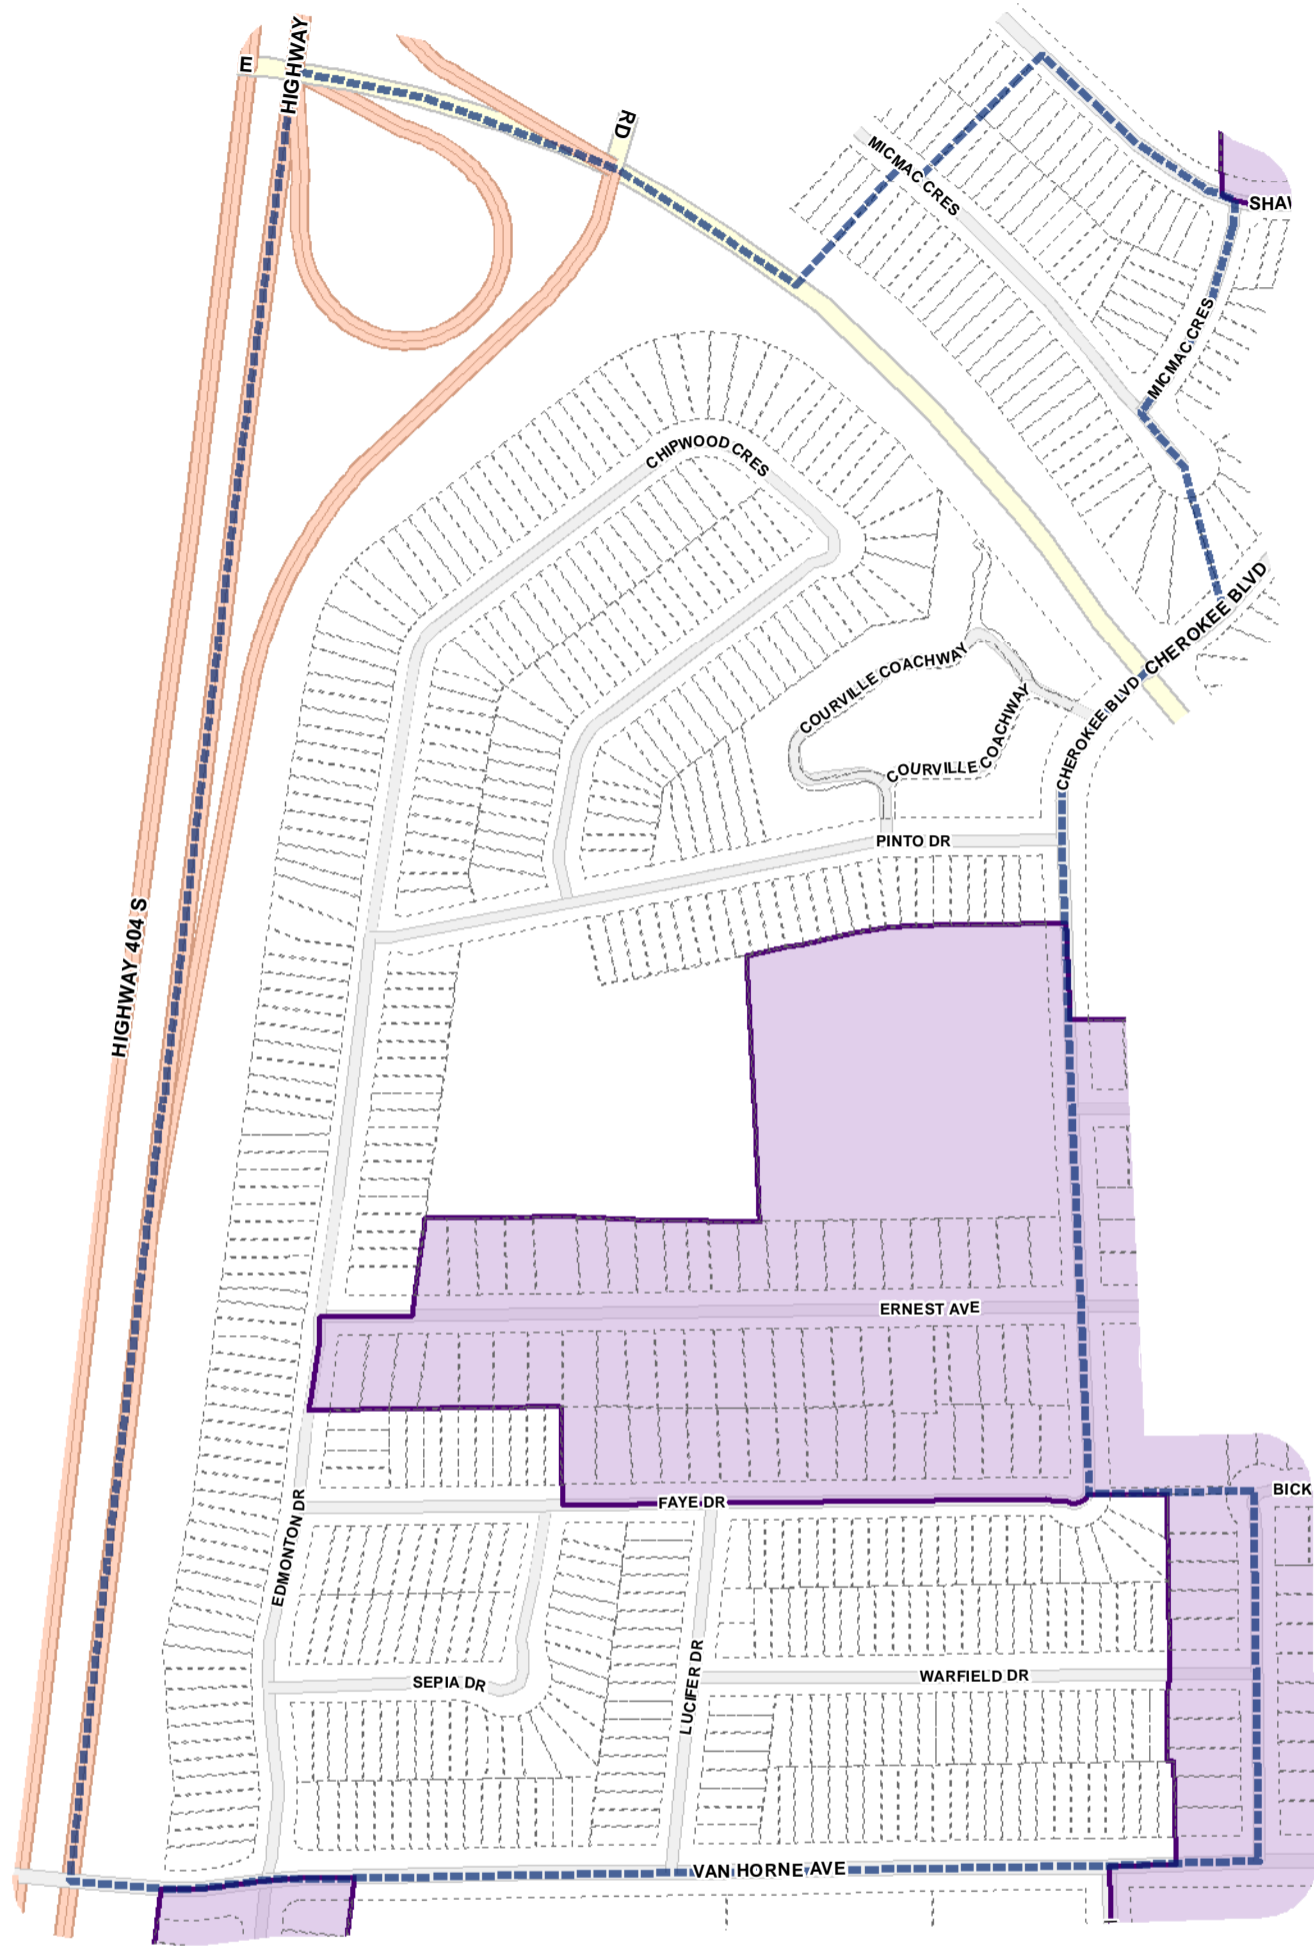 HIGHWAY
E
RD
MICMAC CRES
SHAW
MICMAC CRES
CHIPWOOD CRES
CHEROKEE BLVD
COURVILLE COACHWAY
COURVILLE COACHWAY
CHEROKEE BLVD
PINTO DR
HIGHWAY 404 S
ERNEST AVE
BICK
FAYE DR
EDMONTON DR
SEPIA DR
LUCIFER DR
WARFIELD DR
VAN HORNE AVE